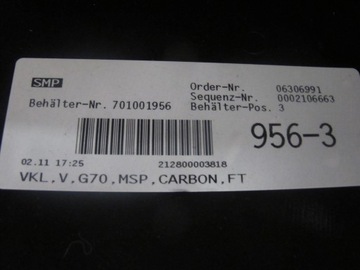 SMP
Order-Nr. 06306991
Sequenz-Nr. 0002106663
Behälter-Nr. 701001956 Behälter-Pos. 3
956-3
02.11 17:25 212800003818
VKL,V,G70,MSP,CARBON,FT